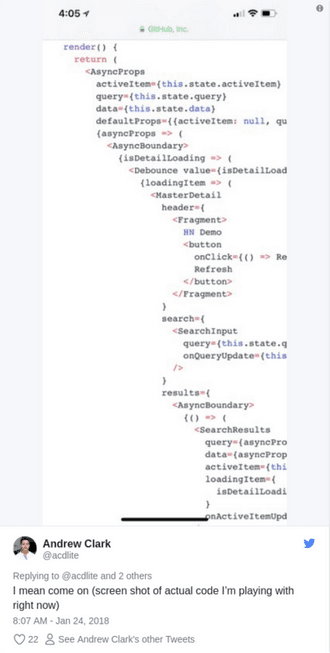 4:05
GitHub, Inc.
render() {
return (
<AsyncProps
activeItem={this.state.activeItem}
query={this.state.query}
data={this.state.data}
defaultProps={{activeItem: null, qu
{asyncProps => (
<AsyncBoundary>
{isDetailLoading => (
<Debounce value={isDetailLoad
{loadingItem => (
<MasterDetail
header={
<Fragment>
HN Demo
<button
onClick={() => Re
Refresh
</button>
</Fragment>
}
search={
<SearchInput
query={this.state.q
onQueryUpdate={this
/>
}
results={
<AsyncBoundary>
{() => (
<SearchResults
query={asyncPro
data={asyncProp
activeItem={thi
loadingItem={
isDetailLoadi
}
onActiveItemUpd
Andrew Clark
@acdlite
Replying to @acdlite and 2 others
I mean come on (screen shot of actual code I'm playing with
right now)
8:07 AM - Jan 24, 2018
22 See Andrew Clark's other Tweets